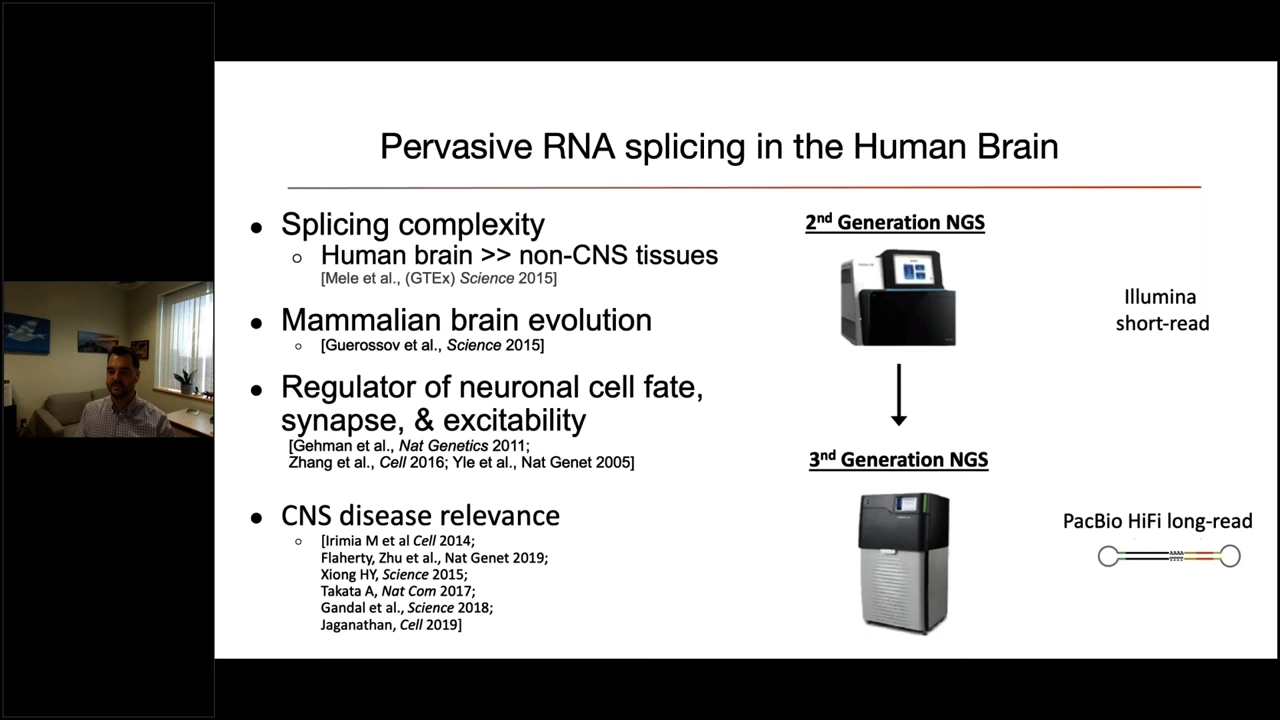 Pervasive RNA splicing in the Human Brain
● Splicing complexity
○ Human brain >> non-CNS tissues
[Mele et al., (GTEx) Science 2015]
● Mammalian brain evolution
○ [Guerossov et al., Science 2015]
● Regulator of neuronal cell fate,
synapse, & excitability
[Gehman et al., Nat Genetics 2011;
Zhang et al., Cell 2016; Yle et al., Nat Genet 2005]
● CNS disease relevance
○ [Irimia M et al Cell 2014;
Flaherty, Zhu et al., Nat Genet 2019;
Xiong HY, Science 2015;
Takata A, Nat Com 2017;
Gandal et al., Science 2018;
Jaganathan, Cell 2019]
2nd Generation NGS
Illumina
short-read
3rd Generation NGS
PacBio HiFi long-read
AAAA
TTTT